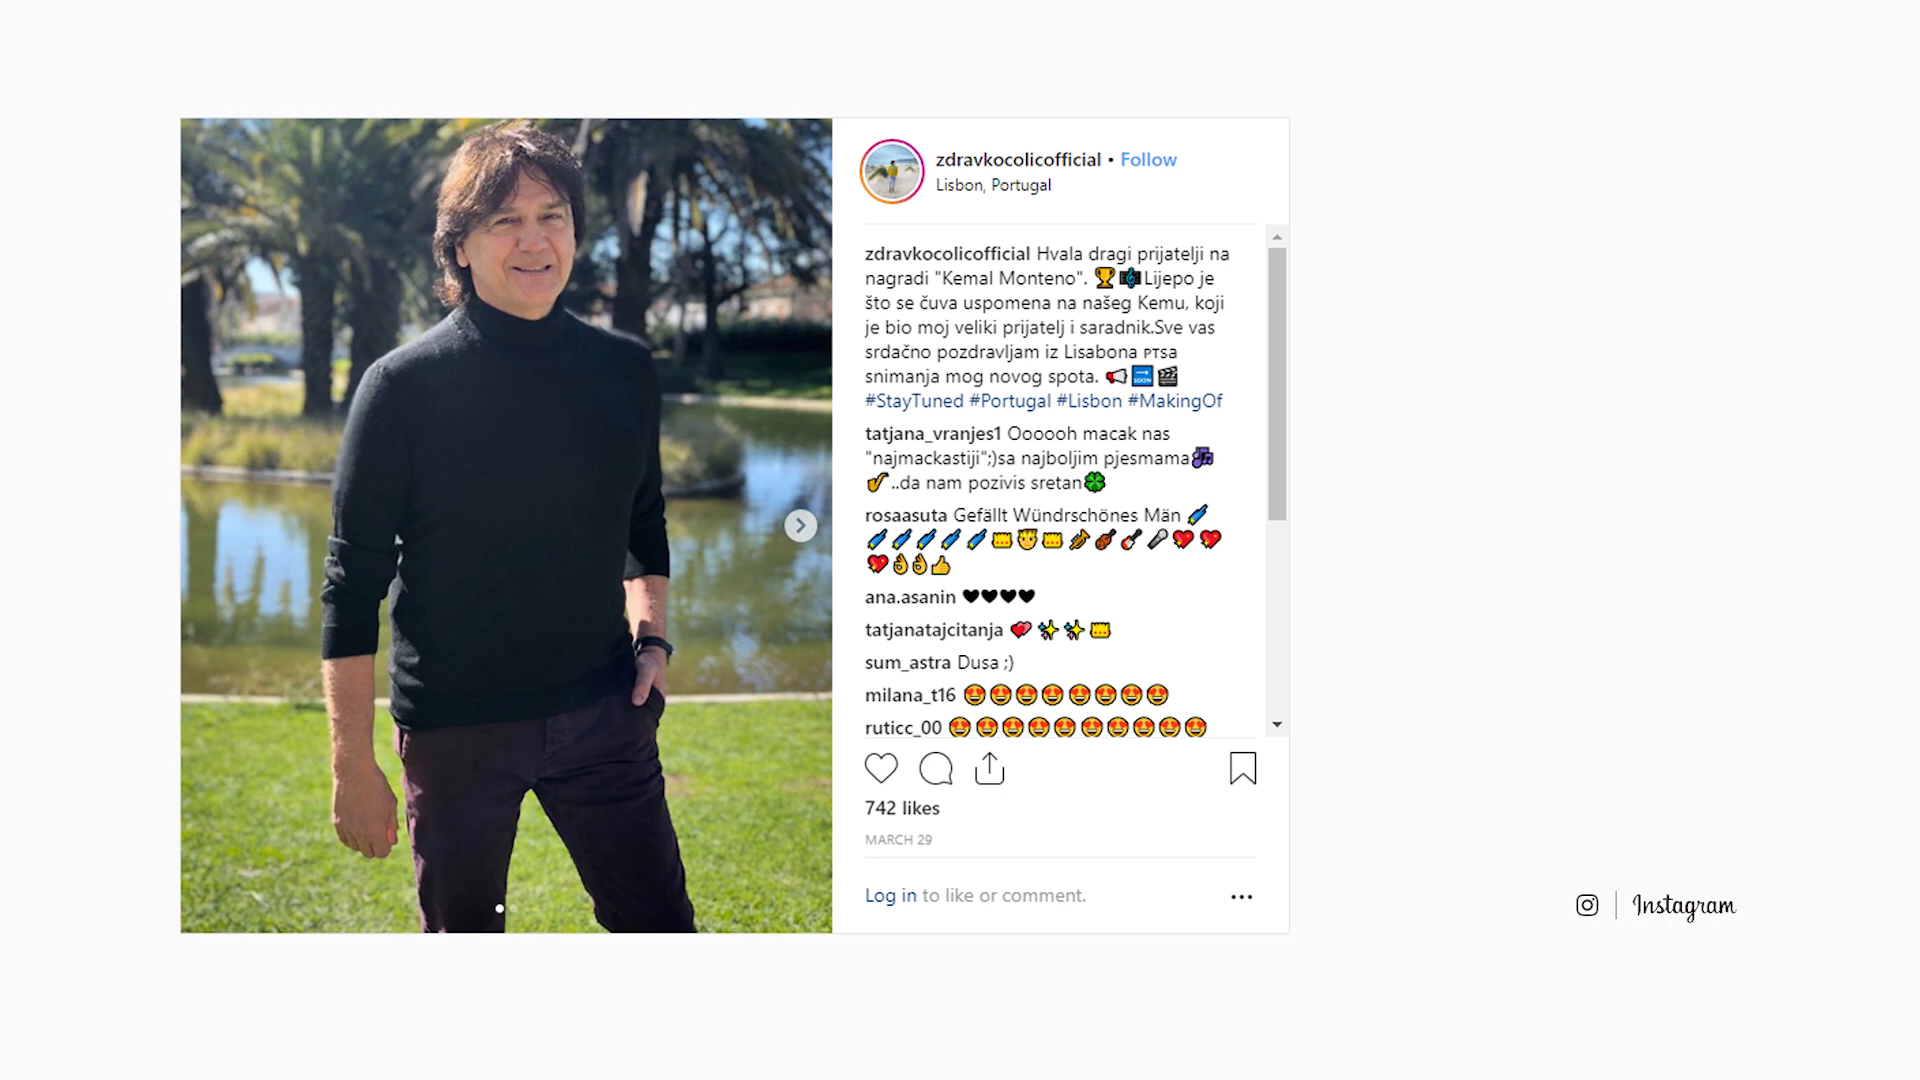 zdravkocolicofficial • Follow
Lisbon, Portugal
zdravkocolicofficial Hvala dragi prijatelji na
nagradi "Kemal Monteno". 🏆🎼Lijepo je
što se čuva uspomena na našeg Kemu, koji
je bio moj veliki prijatelj i saradnik.Sve vas
srdačno pozdravljam iz Lisabona ᴘᴛsa
snimanja mog novog spota. 📢🔜🎬
#StayTuned #Portugal #Lisbon #MakingOf
tatjana_vranjes1 Oooooh macak nas
"najmackastiji";)sa najboljim pjesmama🎶
🎷..da nam pozivis sretan🍀
rosaasuta Gefällt Wündrschönes Män 🍾
🍾🍾🍾🍾🍾👑🤴👑🎺🎻🎸🎤💖💖
💖👌👌👍
ana.asanin 🖤🖤🖤🖤
tatjanatajcitanja 💞✨✨👑
sum_astra Dusa ;)
milana_t16 😍😍😍😍😍😍😍😍
ruticc_00 😍😍😍😍😍😍😍😍😍😍
742 likes
MARCH 29
Log in to like or comment.
Instagram